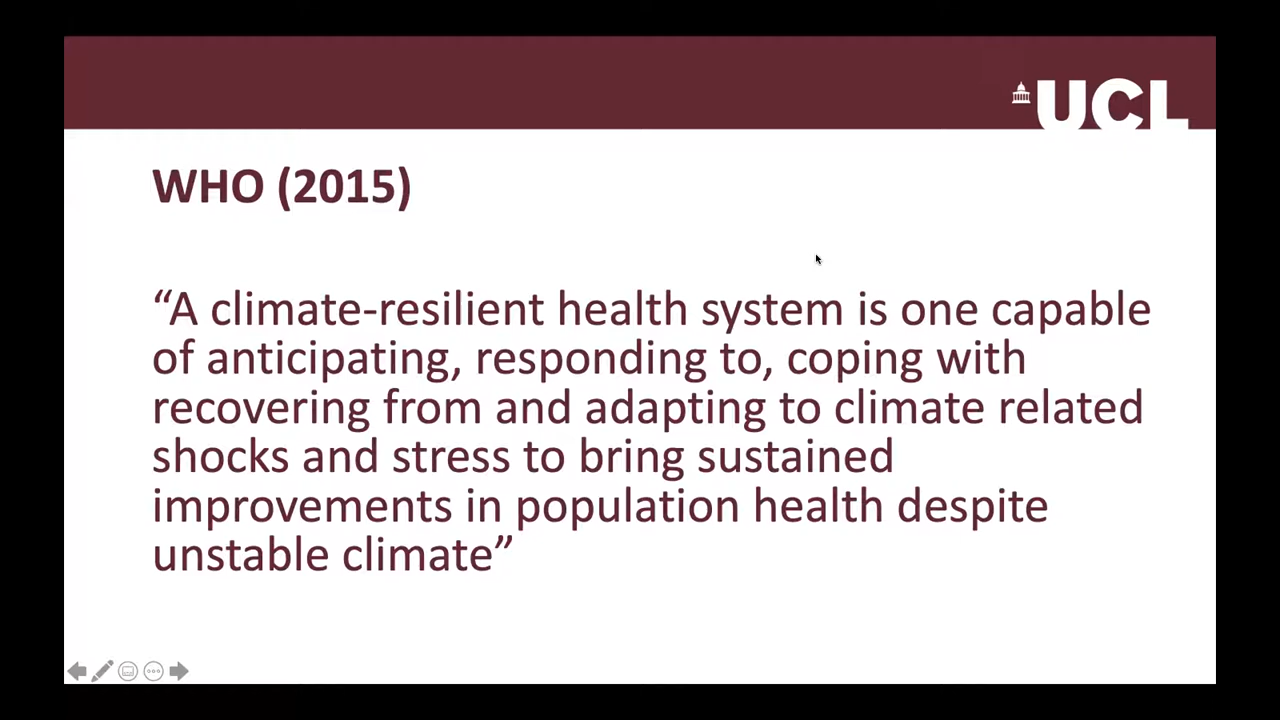 UCL
WHO (2015)
“A climate-resilient health system is one capable
of anticipating, responding to, coping with
recovering from and adapting to climate related
shocks and stress to bring sustained
improvements in population health despite
unstable climate”